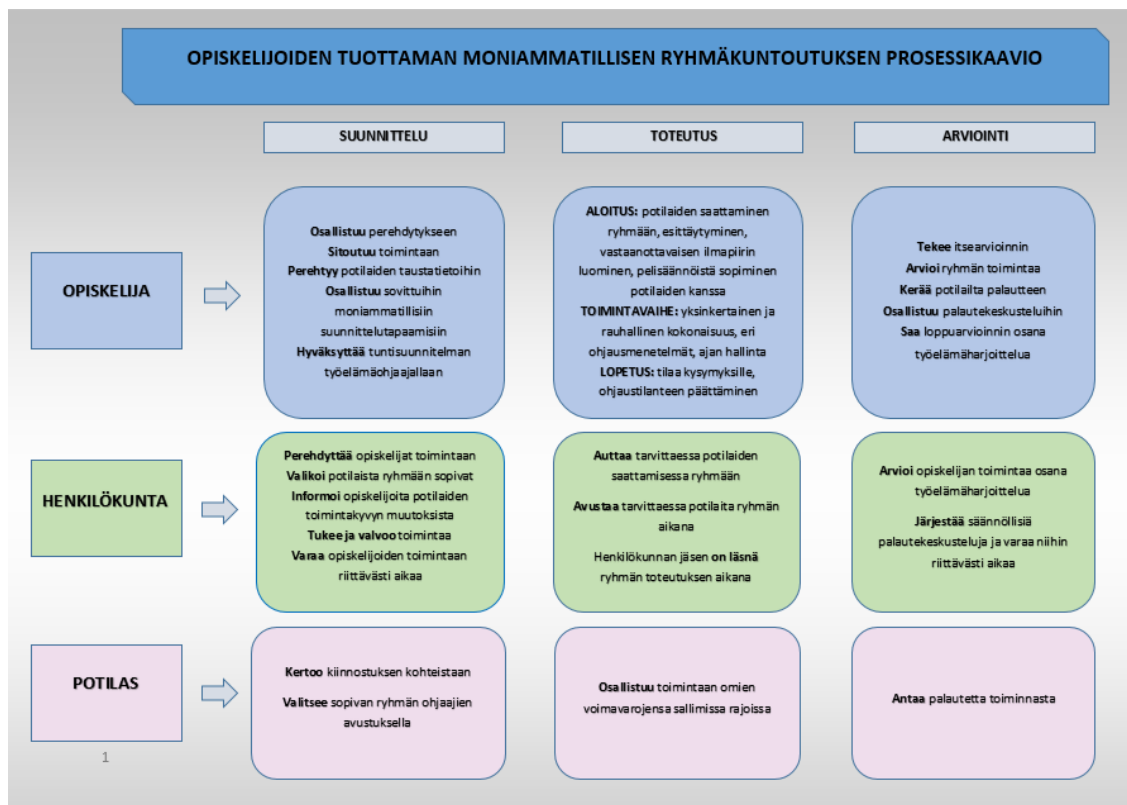 OPISKELIJOIDEN TUOTTAMAN MONIAMMATILLISEN RYHMÄKUNTOUTUKSEN PROSESSIKAAVIO
SUUNNITTELU
TOTEUTUS
ARVIOINTI
OPISKELIJA
Osallistuu perehdytykseen
Sitoutuu toimintaan
Perehtyy potilaiden taustatietoihin
Osallistuu sovittuihin
moniammatillisiin
suunnittelutapaamisiin
Hyväksyttää tuntisuunnitelman
työelämäohjaajallaan
ALOITUS: potilaiden saattaminen
ryhmään, esittäytyminen,
vastaanottavaisen ilmapiirin
luominen, pelisäännöistä sopiminen
potilaiden kanssa
TOIMINTAVAIHE: yksinkertainen ja
rauhallinen kokonaisuus, eri
ohjausmenetelmät, ajan hallinta
LOPETUS: tilaa kysymyksille,
ohjaustilanteen päättäminen
Tekee itsearvioinnin
Arvioi ryhmän toimintaa
Kerää potilailta palautteen
Osallistuu palautekeskusteluihin
Saa loppuarvioinnin osana
työelämäharjoittelua
HENKILÖKUNTA
Perehdyttää opiskelijat toimintaan
Valikoi potilaista ryhmään sopivat
Informoi opiskelijoita potilaiden
toimintakyvyn muutoksista
Tukee ja valvoo toimintaa
Varaa opiskelijoiden toimintaan
riittävästi aikaa
Auttaa tarvittaessa potilaiden
saattamisessa ryhmään
Avustaa tarvittaessa potilaita ryhmän
aikana
Henkilökunnan jäsen on läsnä
ryhmän toteutuksen aikana
Arvioi opiskelijan toimintaa osana
työelämäharjoittelua
Järjestää säännöllisiä
palautekeskusteluja ja varaa niihin
riittävästi aikaa
POTILAS
Kertoo kiinnostuksen kohteistaan
Valitsee sopivan ryhmän ohjaajien
avustuksella
Osallistuu toimintaan omien
voimavarojensa sallimissa rajoissa
Antaa palautetta toiminnasta
1